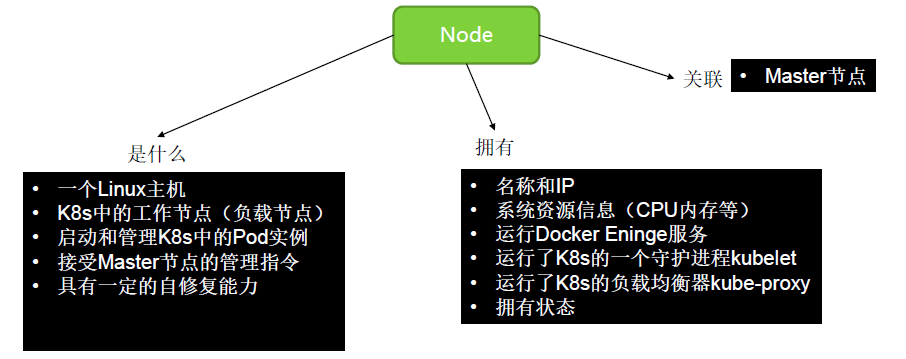 Node
关联
• Master节点
是什么
• 一个Linux主机
• K8s中的工作节点（负载节点）
• 启动和管理K8s中的Pod实例
• 接受Master节点的管理指令
• 具有一定的自修复能力
拥有
• 名称和IP
• 系统资源信息（CPU内存等）
• 运行Docker Eninge服务
• 运行了K8s的一个守护进程kubelet
• 运行了K8s的负载均衡器kube-proxy
• 拥有状态